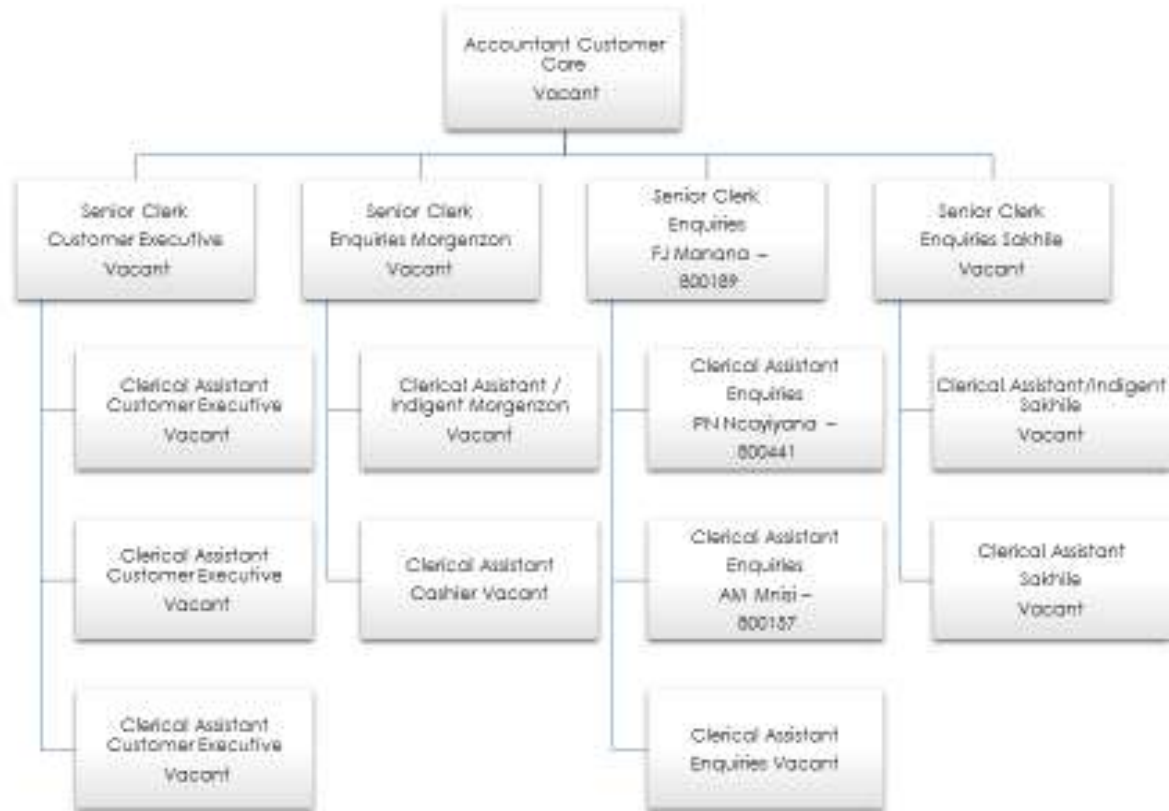 Accountant Customer
Care
Vacant
Senior Clerk
Customer Executive
Vacant
Senior Clerk
Enquiries Morgenzon
Vacant
Senior Clerk
Enquiries
FJ Manana –
800189
Senior Clerk
Enquiries Sakhile
Vacant
Clerical Assistant
Customer Executive
Vacant
Clerical Assistant /
Indigent Morgenzon
Vacant
Clerical Assistant
Enquiries
PN Ncayiyana –
800441
Clerical Assistant/Indigent
Sakhile
Vacant
Clerical Assistant
Customer Executive
Vacant
Clerical Assistant
Cashier Vacant
Clerical Assistant
Enquiries
AM Mnisi –
800187
Clerical Assistant
Sakhile
Vacant
Clerical Assistant
Customer Executive
Vacant
Clerical Assistant
Enquiries Vacant